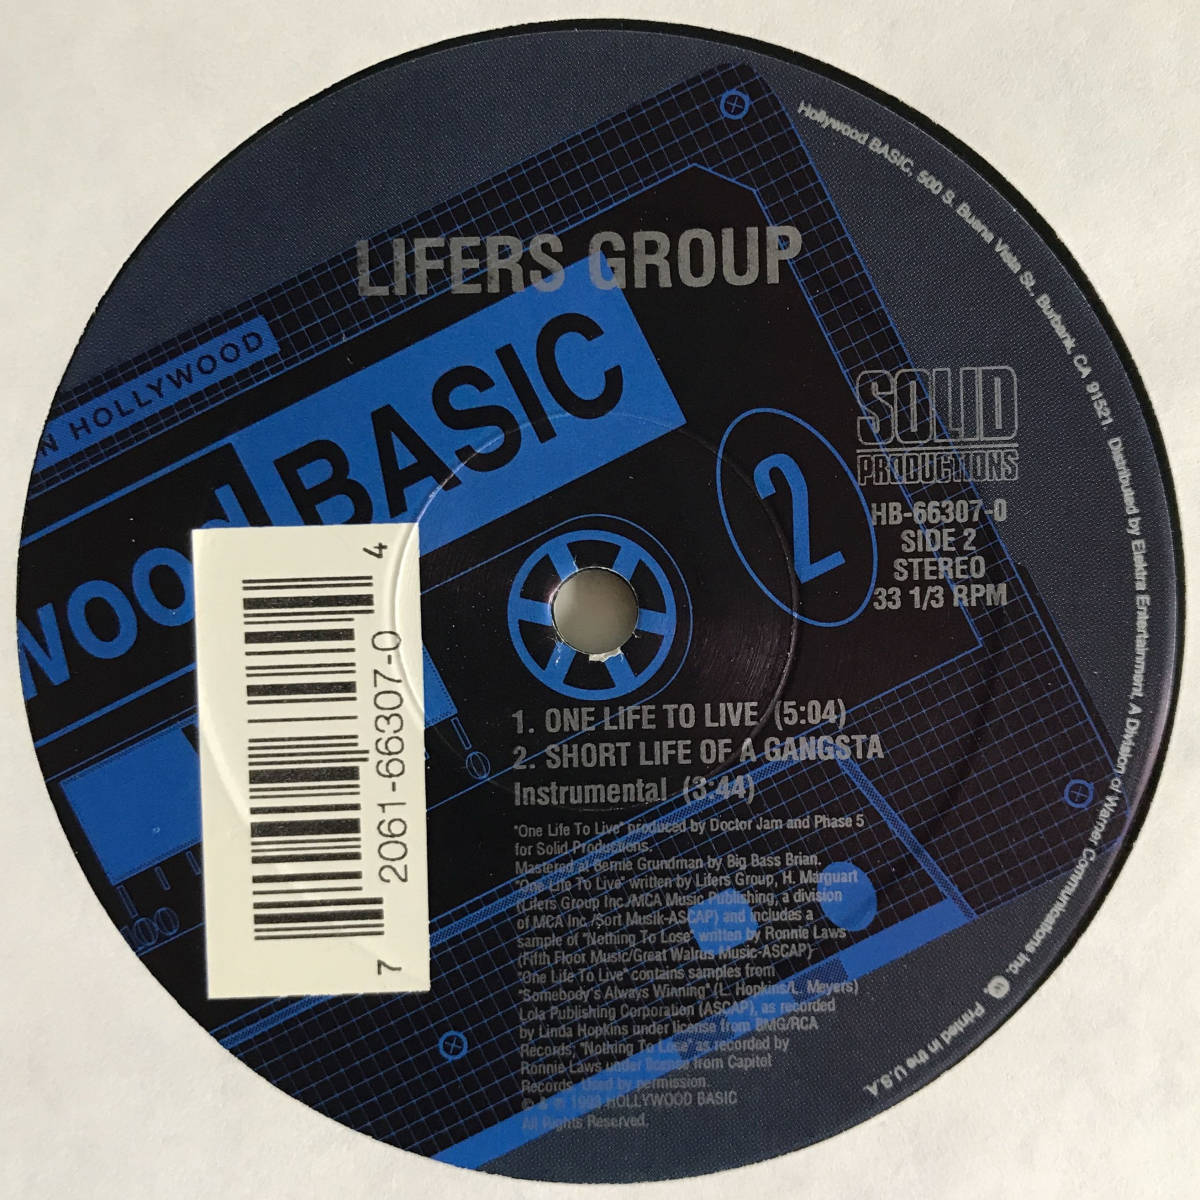 LIFERS GROUP
N HOLLYWOOD
wood BASIC
2
SOLID
PRODUCTIONS
HB-66307-0
SIDE 2
STEREO
33 1/3 RPM
1. ONE LIFE TO LIVE (5:04)
2. SHORT LIFE OF A GANGSTA
Instrumental (3:44)
"One Life To Live" produced by Doctor Jam and Phase 5
for Solid Productions.
Mastered at Bernie Grundman by Big Bass Brian.
"One Life To Live" written by Lifers Group, H. Marguart
(Lifers Group Inc./MCA Music Publishing, a division
of MCA Inc./Sort Musik-ASCAP) and includes a
sample of "Nothing To Lose" written by Ronnie Laws
(Fifth Floor Music/Great Walrus Music-ASCAP)
"One Life To Live" contains samples from
"Somebody's Always Winning" (L. Hopkins/L. Meyers)
Lola Publishing Corporation (ASCAP), as recorded
by Linda Hopkins under license from BMG/RCA
Records; "Nothing To Lose" as recorded by
Ronnie Laws under license from Capitol
Records. Used by permission.
© & ℗ 1993 HOLLYWOOD BASIC
All Rights Reserved.
Hollywood BASIC, 500 S. Buena Vista St. Burbank, CA 91521. Distributed by Elektra Entertainment, A Division of Warner Communications Inc. Printed in the U.S.A.
7 2061-66307-0 4
100